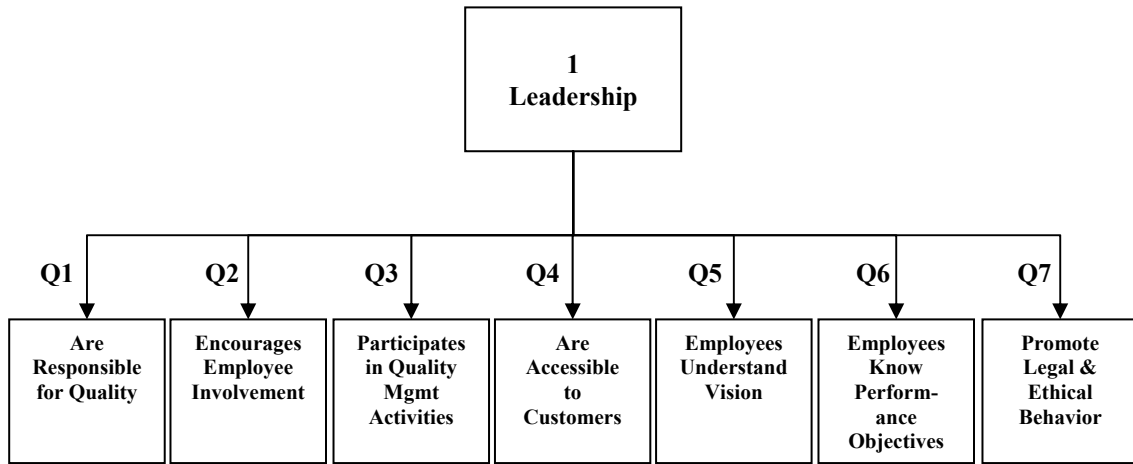 1
Leadership
Q1
Q2
Q3
Q4
Q5
Q6
Q7
Are
Responsible
for Quality
Encourages
Employee
Involvement
Participates
in Quality
Mgmt
Activities
Are
Accessible
to
Customers
Employees
Understand
Vision
Employees
Know
Perform-
ance
Objectives
Promote
Legal &
Ethical
Behavior